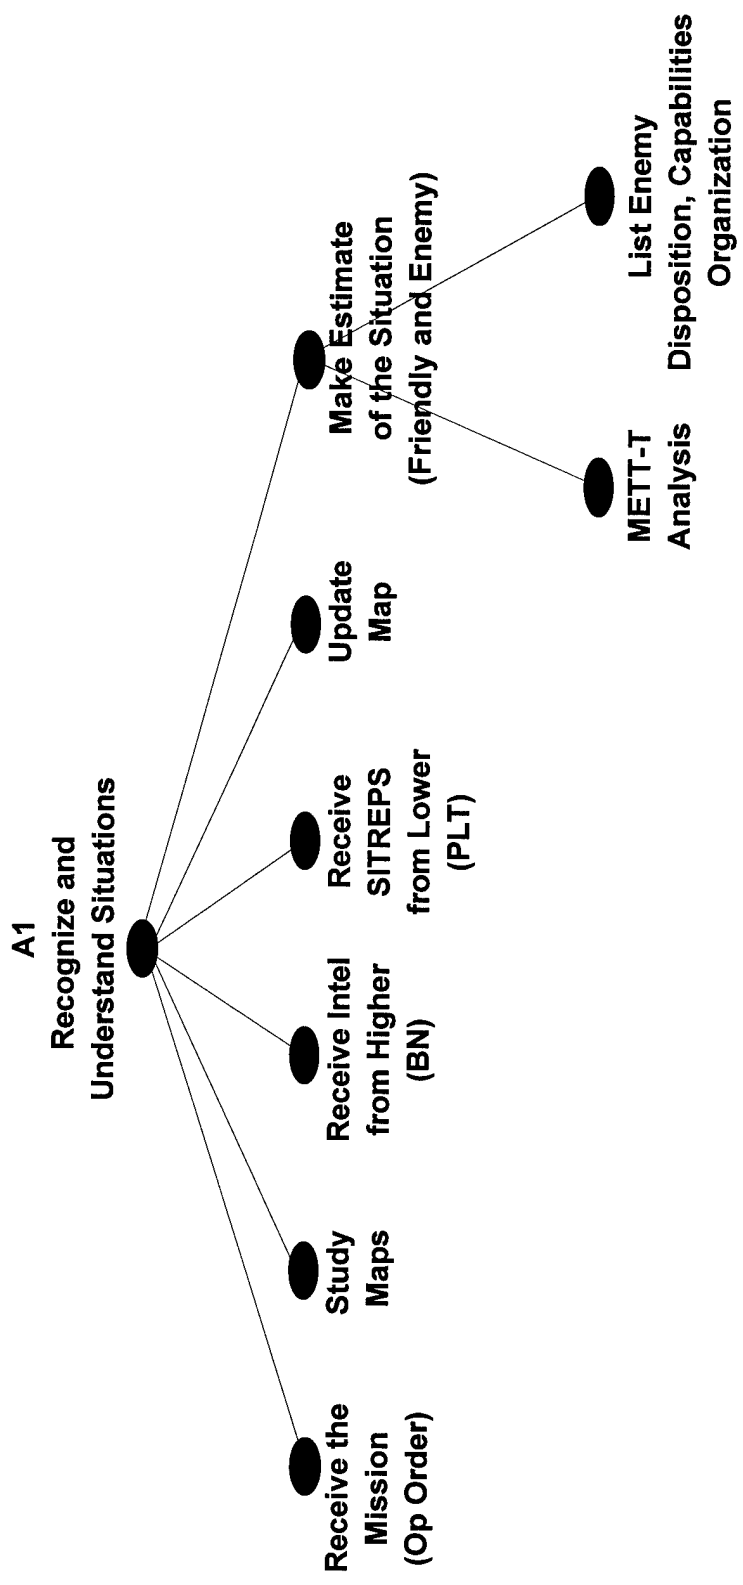 A1
Recognize and
Understand Situations
Receive the
Mission
(Op Order)
Study
Maps
Receive Intel
from Higher
(BN)
Receive
SITREPS
from Lower
(PLT)
Update
Map
Make Estimate
of the Situation
(Friendly and Enemy)
METT-T
Analysis
List Enemy
Disposition, Capabilities
Organization